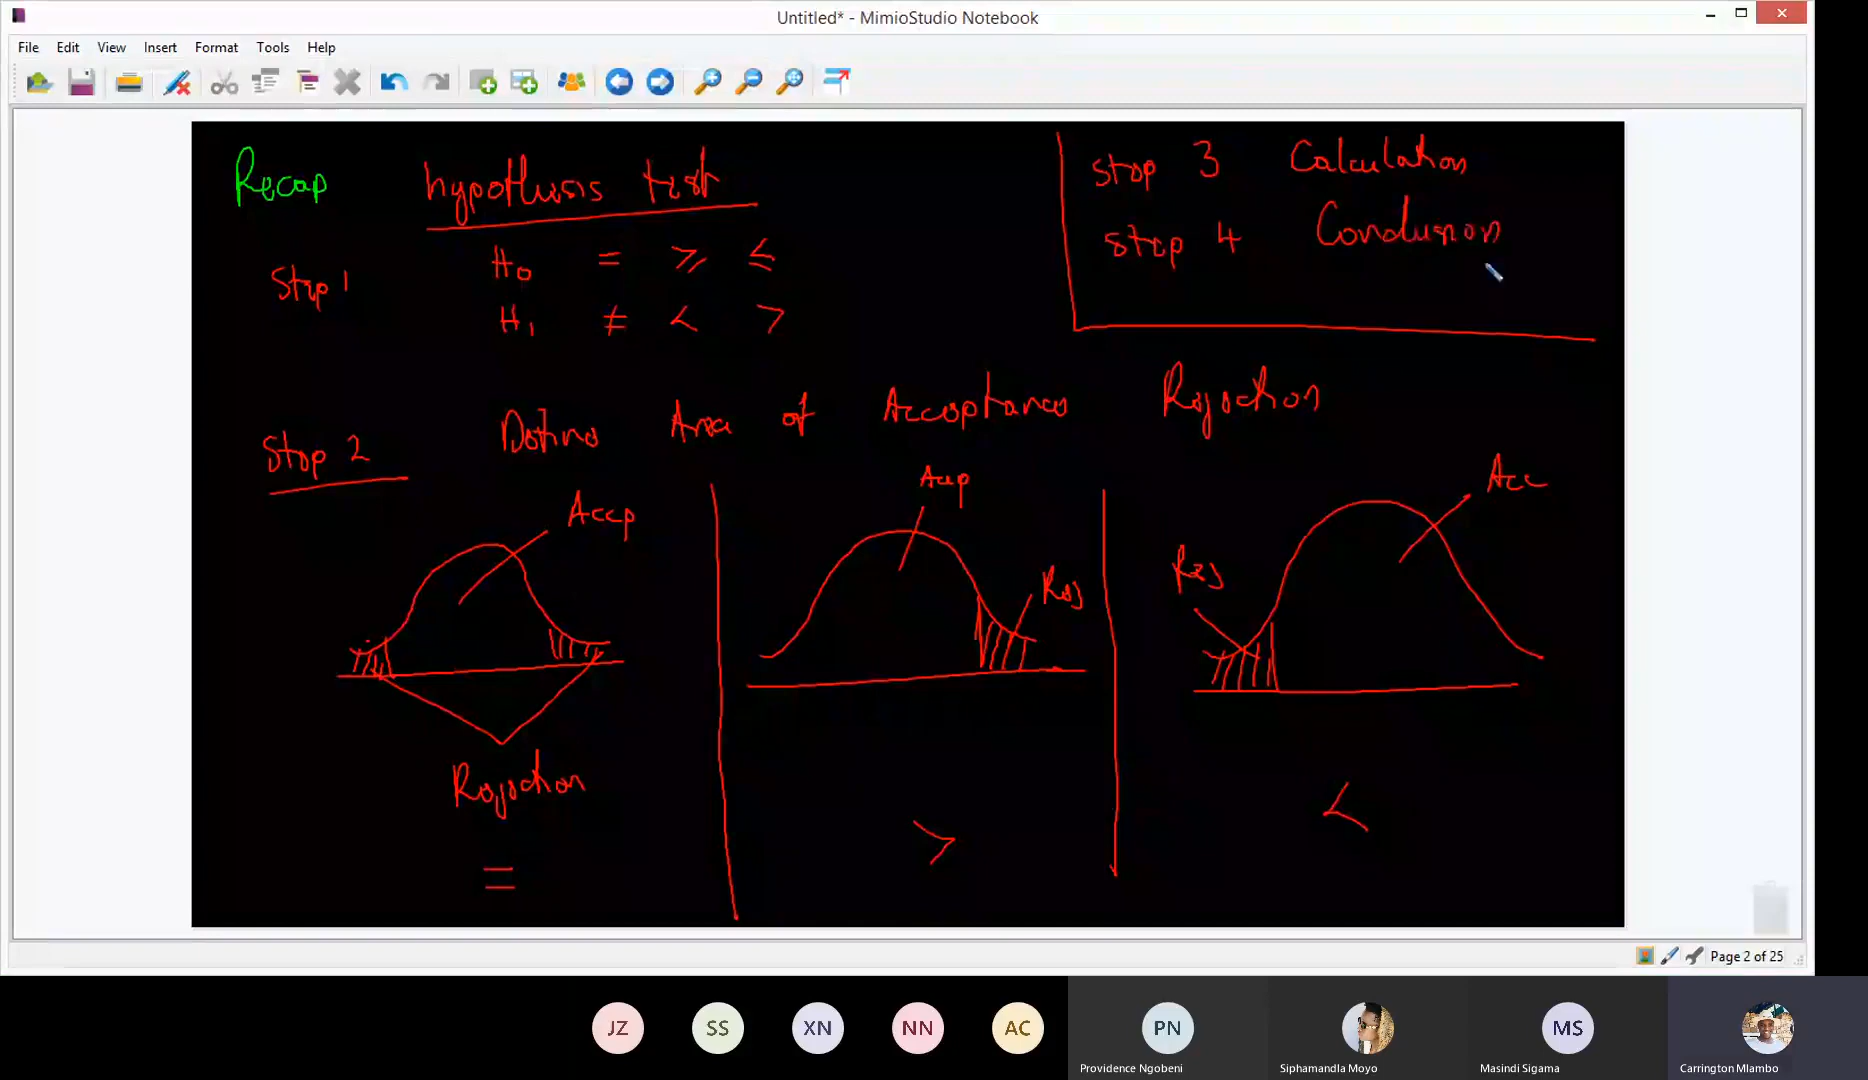 Untitled* - MimioStudio Notebook
File Edit View Insert Format Tools Help
Recap hypothesis test
Step 1
H0 = ≥ ≤
H1 ≠ < >
Step 3 Calculation
Step 4 Conclusion
Step 2 Define Area of Acceptance Rejection
Accp
Accp
Rej
Acc
Rej
Rejection
=
>
<
Page 2 of 25
JZ SS XN NN AC PN MS
Providence Ngobeni Siphamandla Moyo Masindi Sigama Carrington Mlambo